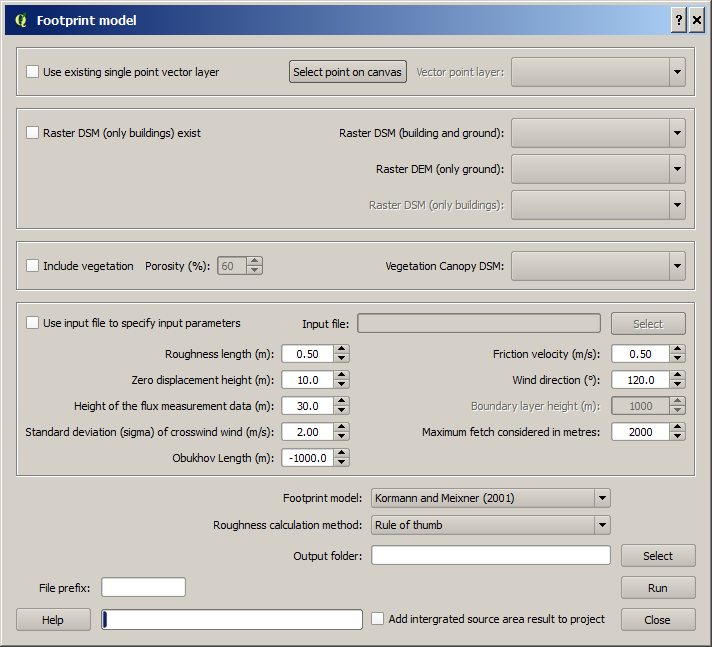 Footprint model
Use existing single point vector layer Select point on canvas Vector point layer:
Raster DSM (only buildings) exist Raster DSM (building and ground):
Raster DEM (only ground):
Raster DSM (only buildings):
Include vegetation Porosity (%): 60 Vegetation Canopy DSM:
Use input file to specify input parameters Input file: Select
Roughness length (m): 0.50 Friction velocity (m/s): 0.50
Zero displacement height (m): 10.0 Wind direction (°): 120.0
Height of the flux measurement data (m): 30.0 Boundary layer height (m): 1000
Standard deviation (sigma) of crosswind wind (m/s): 2.00 Maximum fetch considered in metres: 2000
Obukhov Length (m): -1000.0
Footprint model: Kormann and Meixner (2001)
Roughness calculation method: Rule of thumb
Output folder: Select
File prefix: Run
Help Add intergrated source area result to project Close